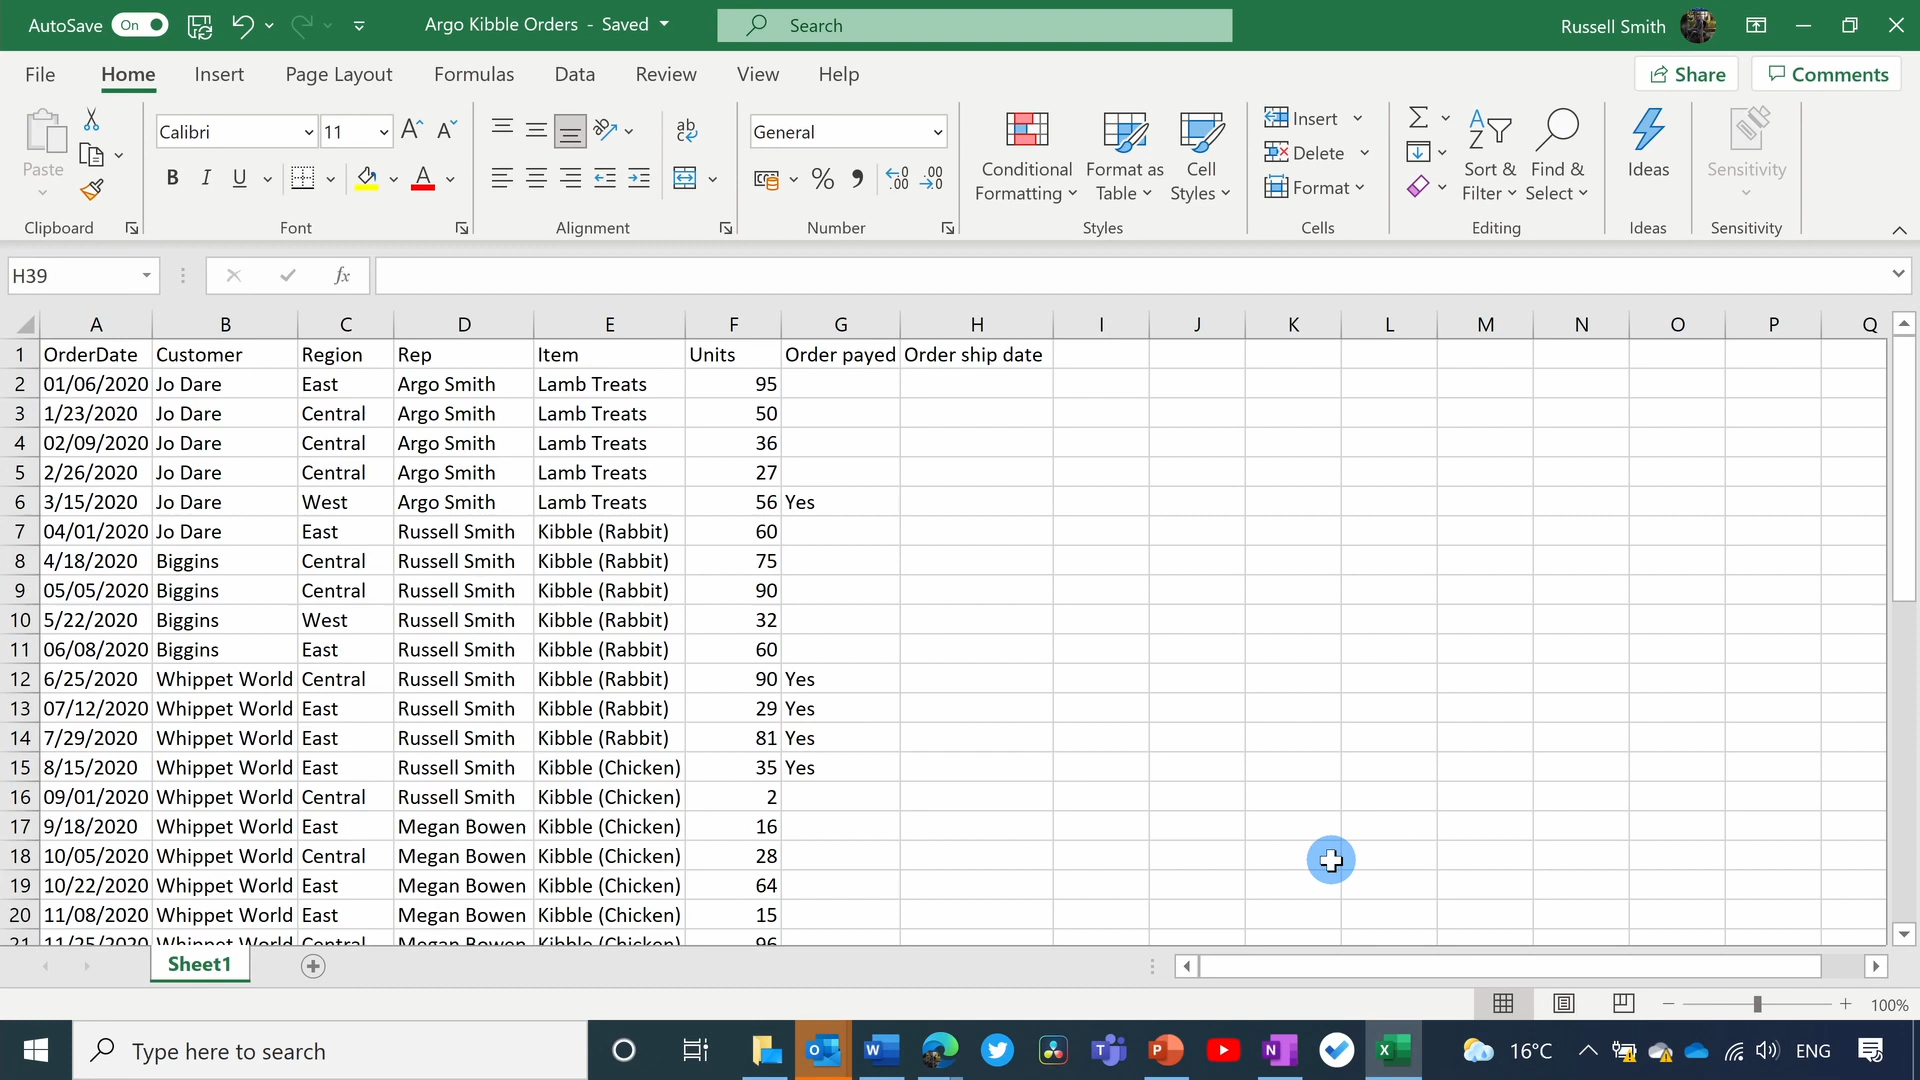 AutoSave On Argo Kibble Orders - Saved Search Russell Smith
File Home Insert Page Layout Formulas Data Review View Help Share Comments
Paste Calibri 11 General Conditional Formatting Format as Table Cell Styles Insert Delete Format Sort & Filter Find & Select Ideas Sensitivity
Clipboard Font Alignment Number Styles Cells Editing Ideas Sensitivity
H39 fx
A B C D E F G H I J K L M N O P Q
1 OrderDate Customer Region Rep Item Units Order payed Order ship date
2 01/06/2020 Jo Dare East Argo Smith Lamb Treats 95
3 1/23/2020 Jo Dare Central Argo Smith Lamb Treats 50
4 02/09/2020 Jo Dare Central Argo Smith Lamb Treats 36
5 2/26/2020 Jo Dare Central Argo Smith Lamb Treats 27
6 3/15/2020 Jo Dare West Argo Smith Lamb Treats 56 Yes
7 04/01/2020 Jo Dare East Russell Smith Kibble (Rabbit) 60
8 4/18/2020 Biggins Central Russell Smith Kibble (Rabbit) 75
9 05/05/2020 Biggins Central Russell Smith Kibble (Rabbit) 90
10 5/22/2020 Biggins West Russell Smith Kibble (Rabbit) 32
11 06/08/2020 Biggins East Russell Smith Kibble (Rabbit) 60
12 6/25/2020 Whippet World Central Russell Smith Kibble (Rabbit) 90 Yes
13 07/12/2020 Whippet World East Russell Smith Kibble (Rabbit) 29 Yes
14 7/29/2020 Whippet World East Russell Smith Kibble (Rabbit) 81 Yes
15 8/15/2020 Whippet World East Russell Smith Kibble (Chicken) 35 Yes
16 09/01/2020 Whippet World Central Russell Smith Kibble (Chicken) 2
17 9/18/2020 Whippet World East Megan Bowen Kibble (Chicken) 16
18 10/05/2020 Whippet World Central Megan Bowen Kibble (Chicken) 28
19 10/22/2020 Whippet World East Megan Bowen Kibble (Chicken) 64
20 11/08/2020 Whippet World East Megan Bowen Kibble (Chicken) 15
21 11/25/2020 Whippet World Central Megan Bowen Kibble (Chicken) 96
Sheet1
100%
Type here to search 16°C ENG